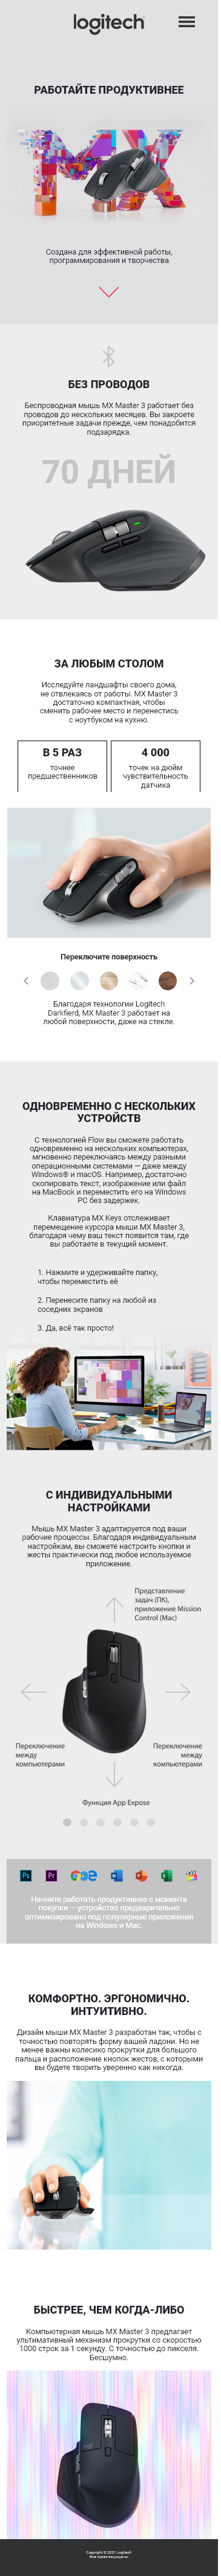 logitech
РАБОТАЙТЕ ПРОДУКТИВНЕЕ
Создана для эффективной работы,
программирования и творчества
БЕЗ ПРОВОДОВ
Беспроводная мышь MX Master 3 работает без
проводов до нескольких месяцев. Вы закроете
приоритетные задачи прежде, чем понадобится
подзарядка.
70 ДНЕЙ
ЗА ЛЮБЫМ СТОЛОМ
Исследуйте ландшафты своего дома,
не отвлекаясь от работы. MX Master 3
достаточно компактная, чтобы
сменить рабочее место и перенестись
с ноутбуком на кухню.
В 5 РАЗ
точнее
предшественников
4 000
точек на дюйм
чувствительность
датчика
Переключите поверхность
Благодаря технологии Logitech
Darkfierd, MX Master 3 работает на
любой поверхности, даже на стекле.
ОДНОВРЕМЕННО С НЕСКОЛЬКИХ
УСТРОЙСТВ
С технологией Flow вы сможете работать
одновременно на нескольких компьютерах,
мгновенно переключаясь между разными
операционными системами — даже между
Windows® и macOS. Например, достаточно
скопировать текст, изображение или файл
на MacBook и переместить его на Windows
PC без задержек.
Клавиатура MX Keys отслеживает
перемещение курсора мыши MX Master 3,
благодаря чему ваш текст появится там, где
вы работаете в текущий момент.
1. Нажмите и удерживайте папку,
чтобы переместить её
2. Перенесите папку на любой из
соседних экранов
3. Да, всё так просто!
С ИНДИВИДУАЛЬНЫМИ
НАСТРОЙКАМИ
Мышь MX Master 3 адаптируется под ваши
рабочие процессы. Благодаря индивидуальным
настройкам, вы сможете настроить кнопки и
жесты практически под любое используемое
приложение.
Представление
задач (ПК),
приложение Mission
Control (Mac)
Переключение
между
компьютерами
Переключение
между
компьютерами
Функция App Expose
Ps
Pr
Начните работать продуктивнее с момента
покупки — устройство предварительно
оптимизировано под популярные приложения
на Windows и Mac.
КОМФОРТНО. ЭРГОНОМИЧНО.
ИНТУИТИВНО.
Дизайн мыши MX Master 3 разработан так, чтобы с
точностью повторять форму вашей ладони. Но не
менее важны колесико прокрутки для большого
пальца и расположение кнопок жестов, с которыми
вы будете творить уверенно как никогда.
БЫСТРЕЕ, ЧЕМ КОГДА-ЛИБО
Компьютерная мышь MX Master 3 предлагает
ультимативный механизм прокрутки со скоростью
1000 строк за 1 секунду. С точностью до пикселя.
Бесшумно.
Copyright © 2021 Logitech
Все права защищены